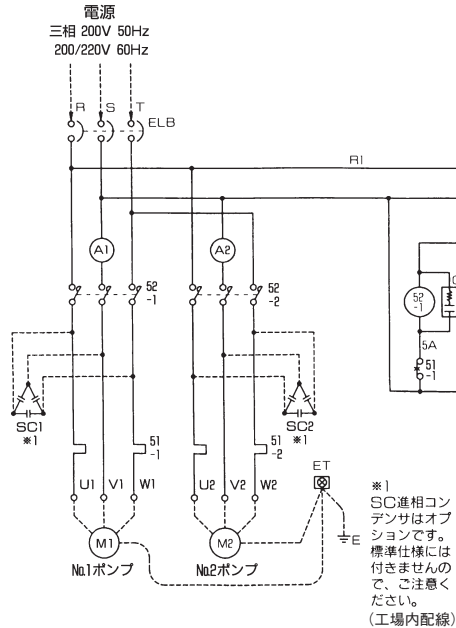 電源
三相 200V 50Hz
200/220V 60Hz
R S T
ELB
R1
A1 A2
52
-1
52
-2
52
-1
5A
51
-1
SC1
※1
SC2
※1
51
-1
51
-2
U1 V1 W1
U2 V2 W2
ET
M1 M2
E
No.1ポンプ
No.2ポンプ
※1
SC進相コン
デンサはオプ
ションです。
標準仕様には
付きませんの
で、ご注意く
ださい。
(工場内配線)